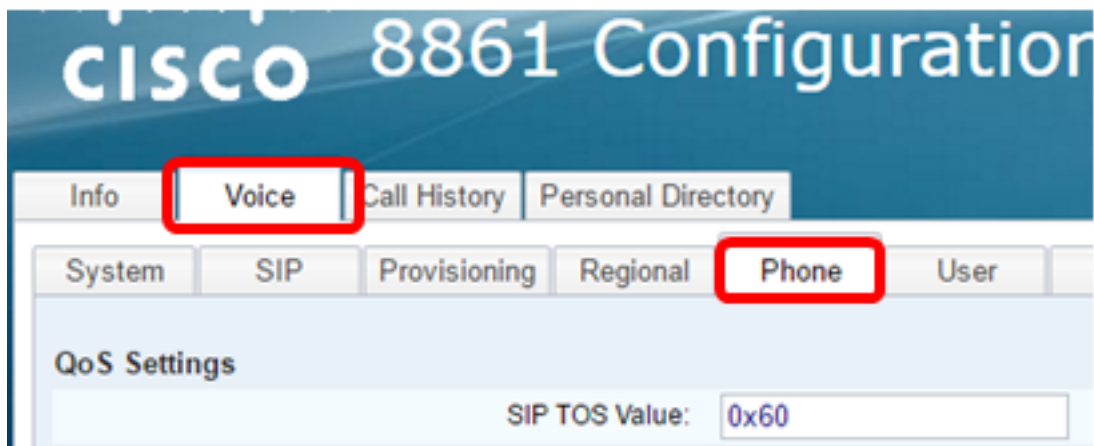 CISCO 8861 Configuration
Info Voice Call History Personal Directory
System SIP Provisioning Regional Phone User
QoS Settings
SIP TOS Value: 0x60